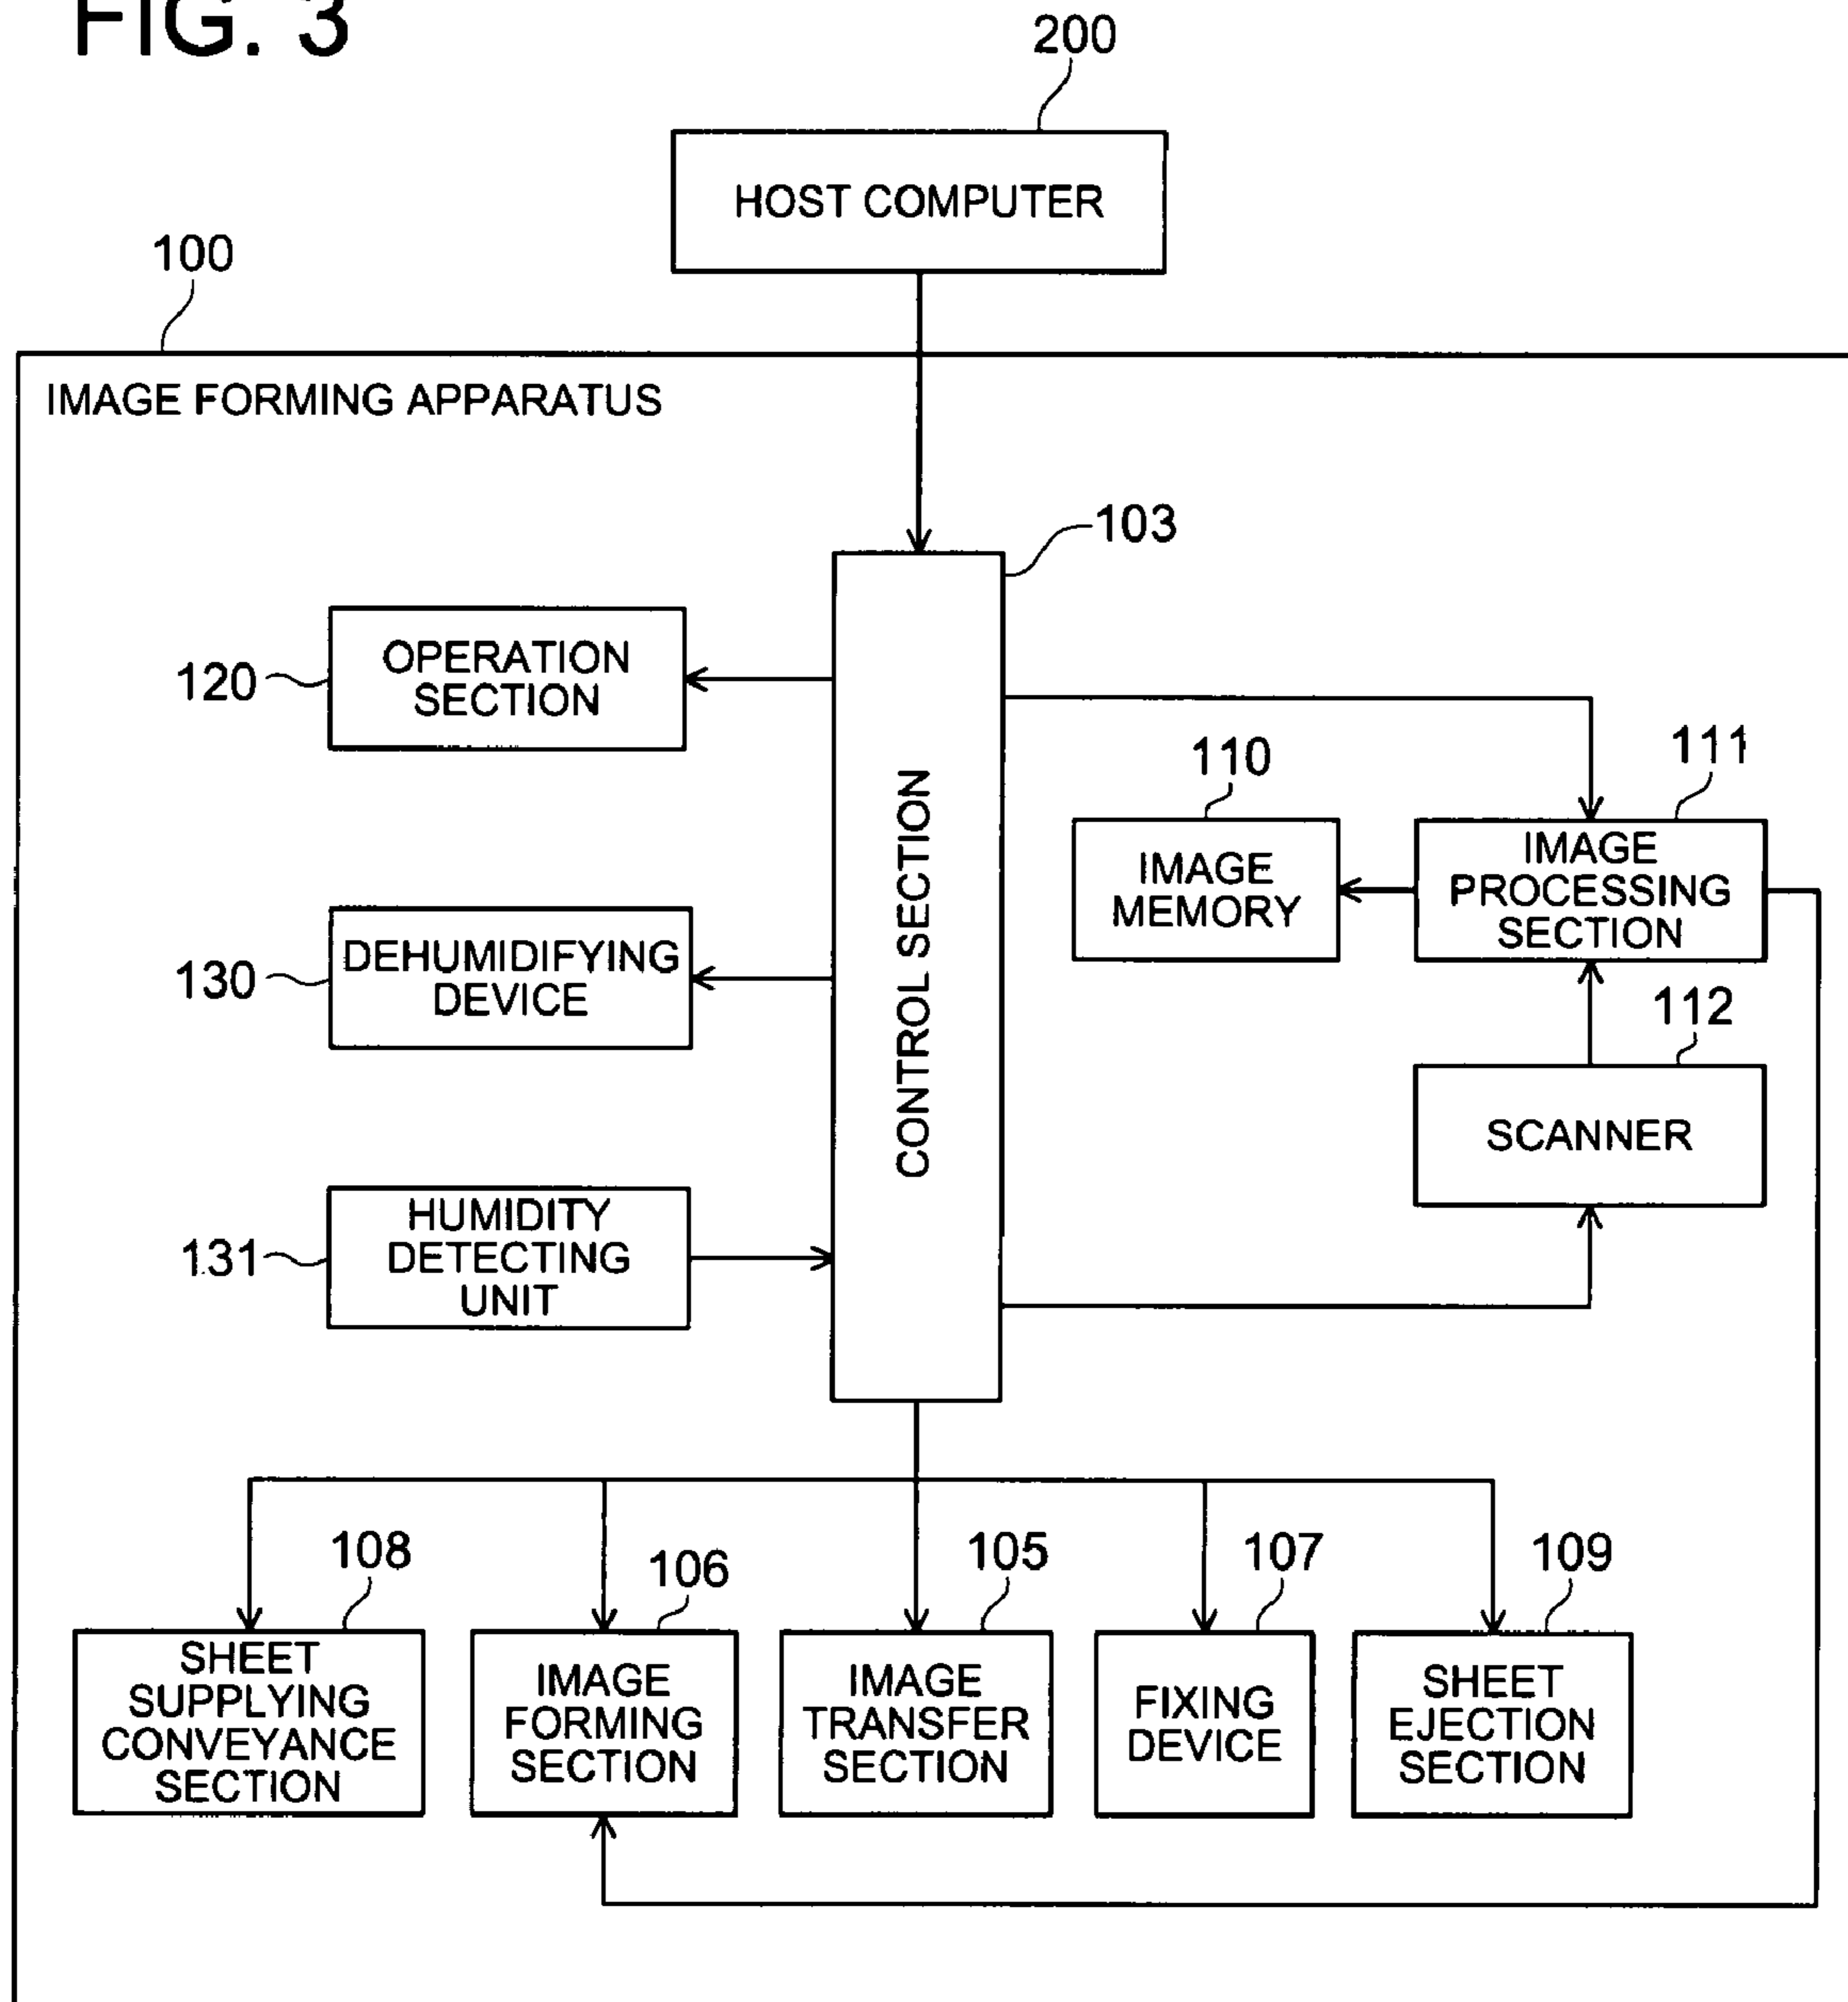 FIG. 3
200
HOST COMPUTER
100
IMAGE FORMING APPARATUS
103
CONTROL SECTION
120
OPERATION
SECTION
110
IMAGE
MEMORY
111
IMAGE
PROCESSING
SECTION
130
DEHUMIDIFYING
DEVICE
112
SCANNER
131
HUMIDITY
DETECTING
UNIT
108
SHEET
SUPPLYING
CONVEYANCE
SECTION
106
IMAGE
FORMING
SECTION
105
IMAGE
TRANSFER
SECTION
107
FIXING
DEVICE
109
SHEET
EJECTION
SECTION